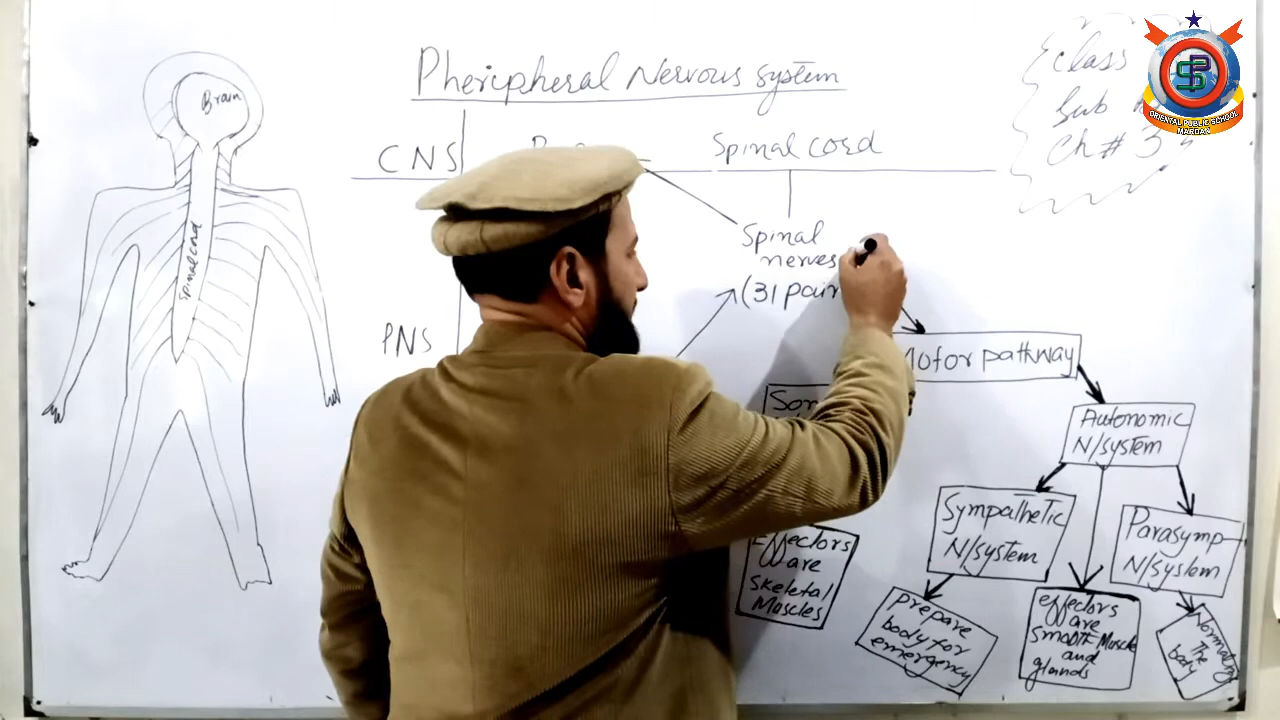 Pheripheral Nervous System
class
Sub
Ch # 3
ORIENTAL PUBLIC SCHOOL
MARDAN
Brain
CNS
Spinal cord
Spinal cord
Spinal
nerves
(31 pair
PNS
Motor pathway
Autonomic
N/system
Sympathetic
N/system
Parasymp
N/system
Effectors
are
Skeletal
Muscles
prepare
body for
emergency
effectors
are
Smooth Muscle
and
glands
Normalizing
The
body